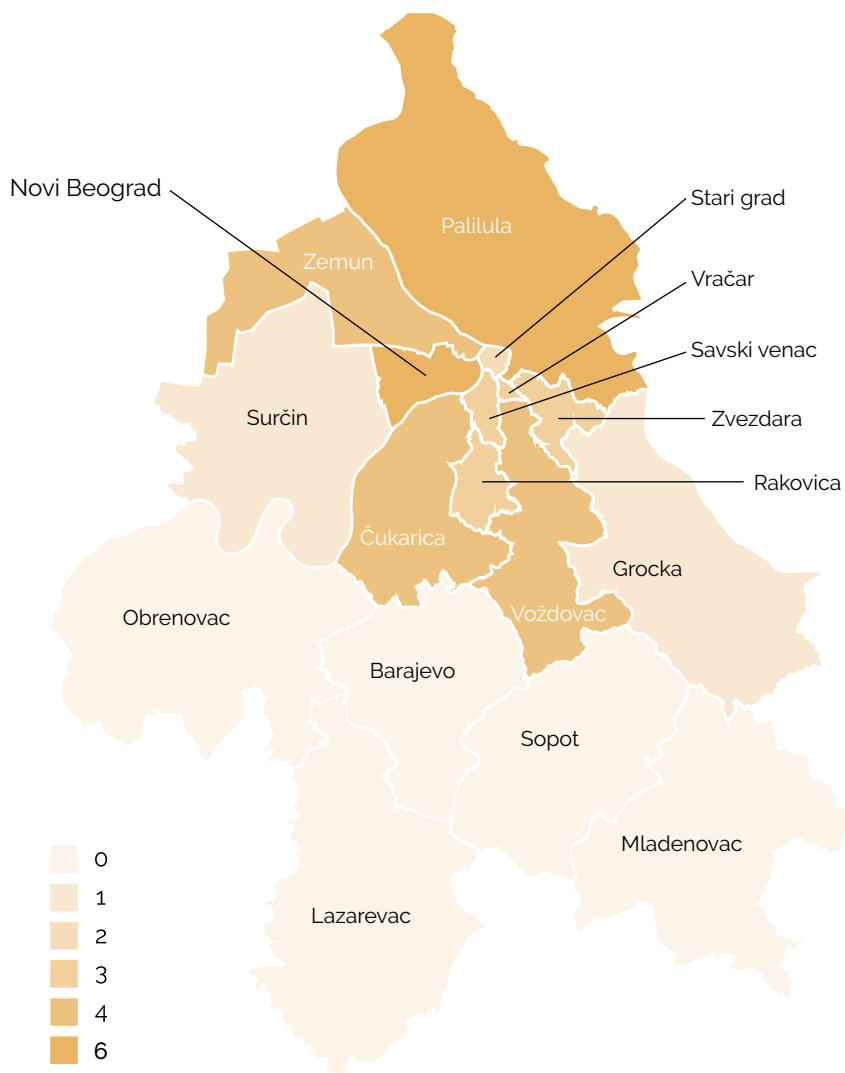 Novi Beograd
Stari grad
Palilula
Zemun
Vračar
Savski venac
Surčin
Zvezdara
Rakovica
Čukarica
Grocka
Obrenovac
Voždovac
Barajevo
Sopot
Mladenovac
Lazarevac
0
1
2
3
4
6